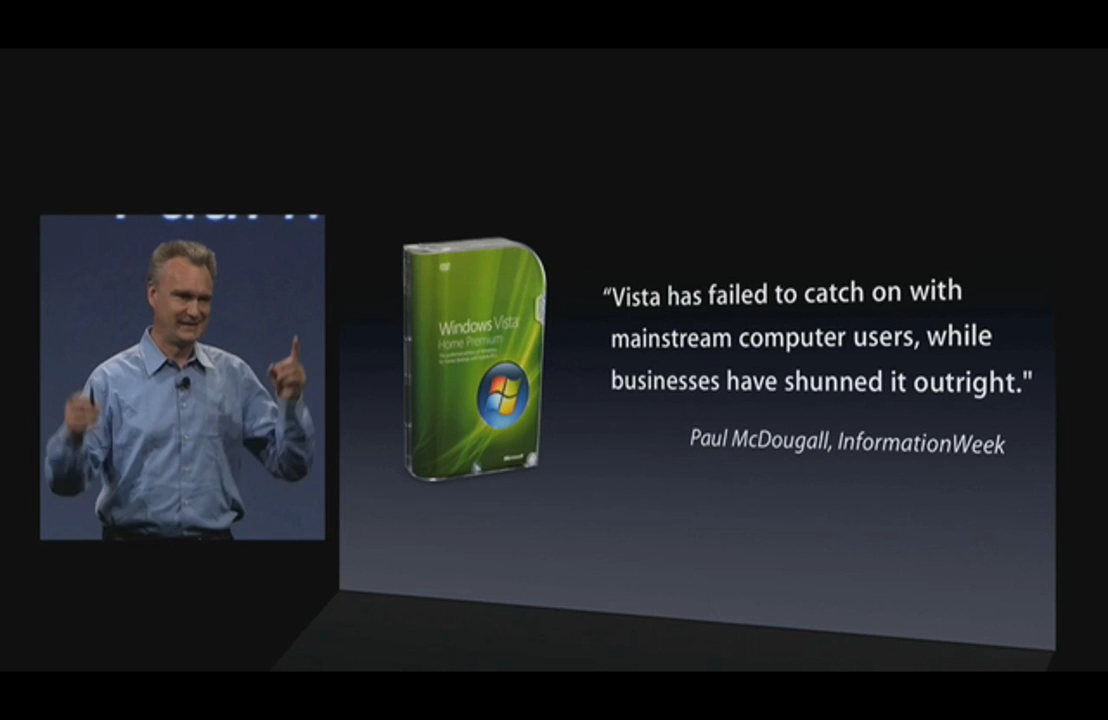 Windows Vista
Home Premium
“Vista has failed to catch on with
mainstream computer users, while
businesses have shunned it outright."
Paul McDougall, InformationWeek
Microsoft